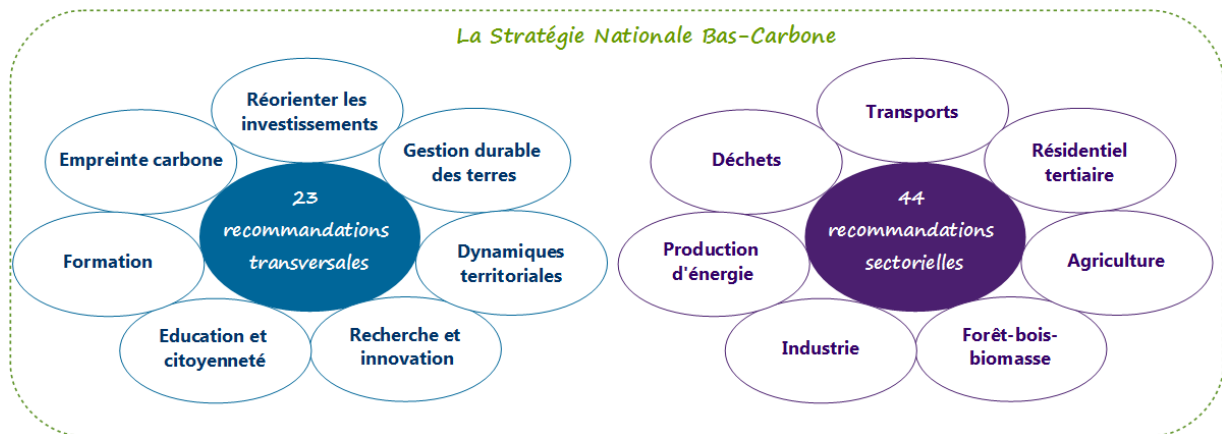 La Stratégie Nationale Bas-Carbone
Réorenter les
investissements
Gestion durable
des terres
Dynamiques
territoriales
Recherche et
innovation
Education et
citoyenneté
Formation
Empreinte carbone
23
recommandations
transversales
Transports
Résidentiel
tertiaire
Agriculture
Forêt-bois-
biomasse
Industrie
Production
d'énergie
Déchets
44
recommandations
sectorielles